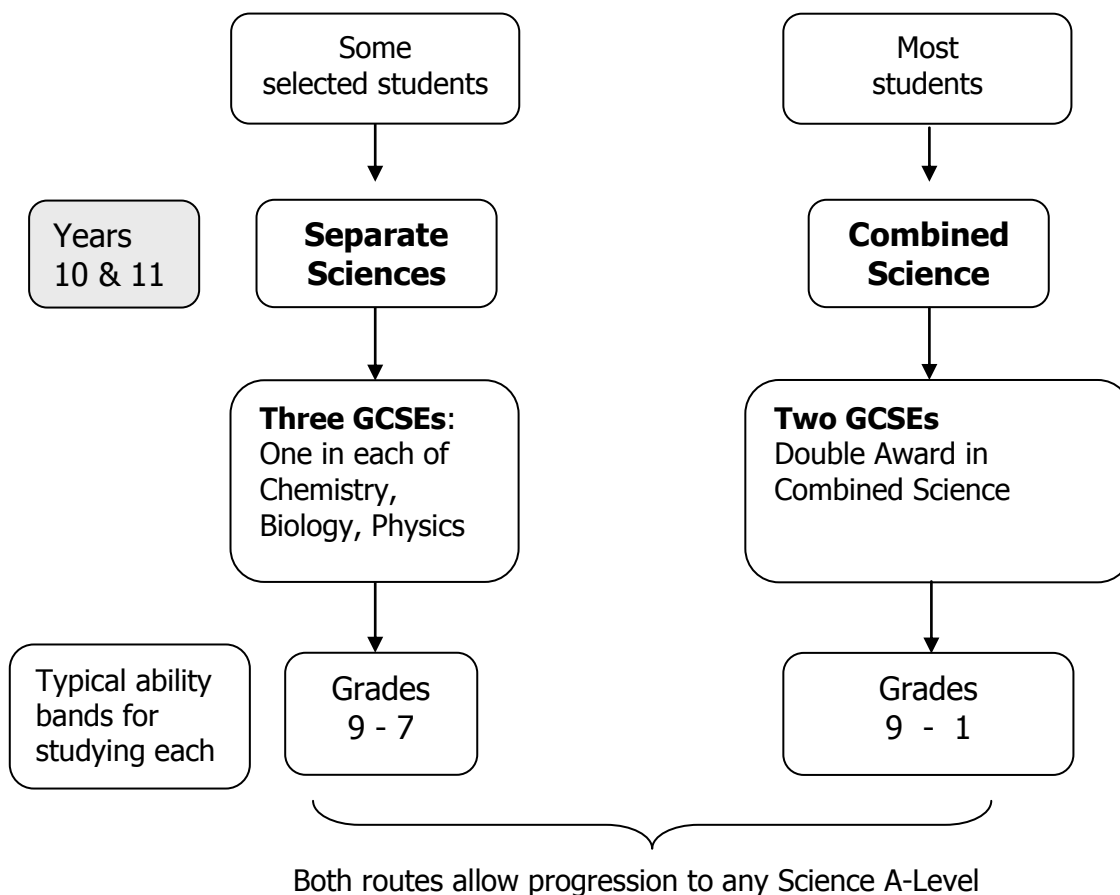 Some
selected students
Most
students
Years
10 & 11
Separate
Sciences
Combined
Science
Three GCSEs:
One in each of
Chemistry,
Biology, Physics
Two GCSEs
Double Award in
Combined Science
Typical ability
bands for
studying each
Grades
9 - 7
Grades
9 - 1
Both routes allow progression to any Science A-Level